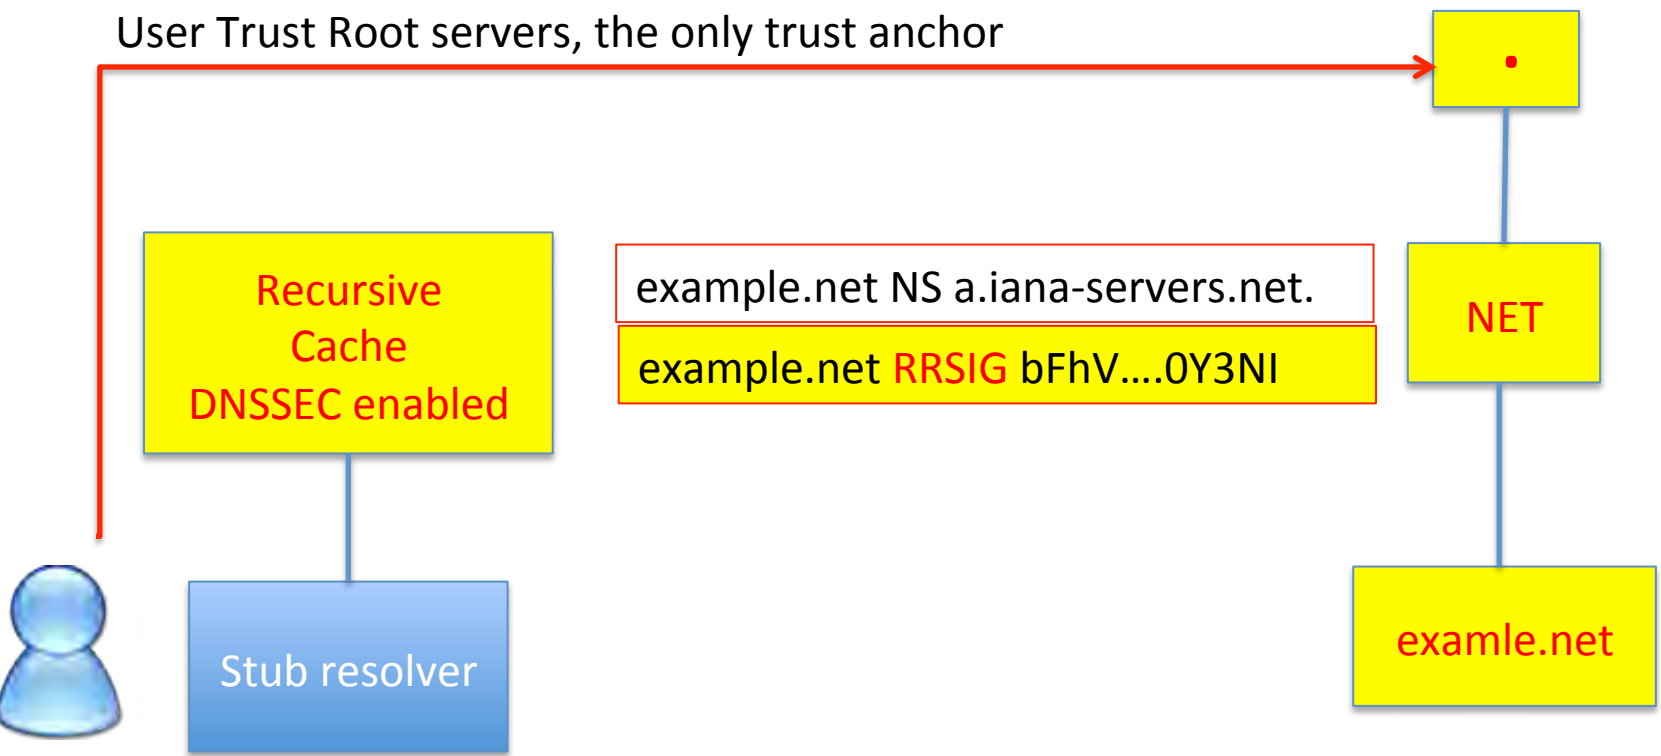 User Trust Root servers, the only trust anchor
.
Recursive
Cache
DNSSEC enabled
example.net NS a.iana-servers.net.
example.net RRSIG bFhV....0Y3NI
NET
Stub resolver
examle.net